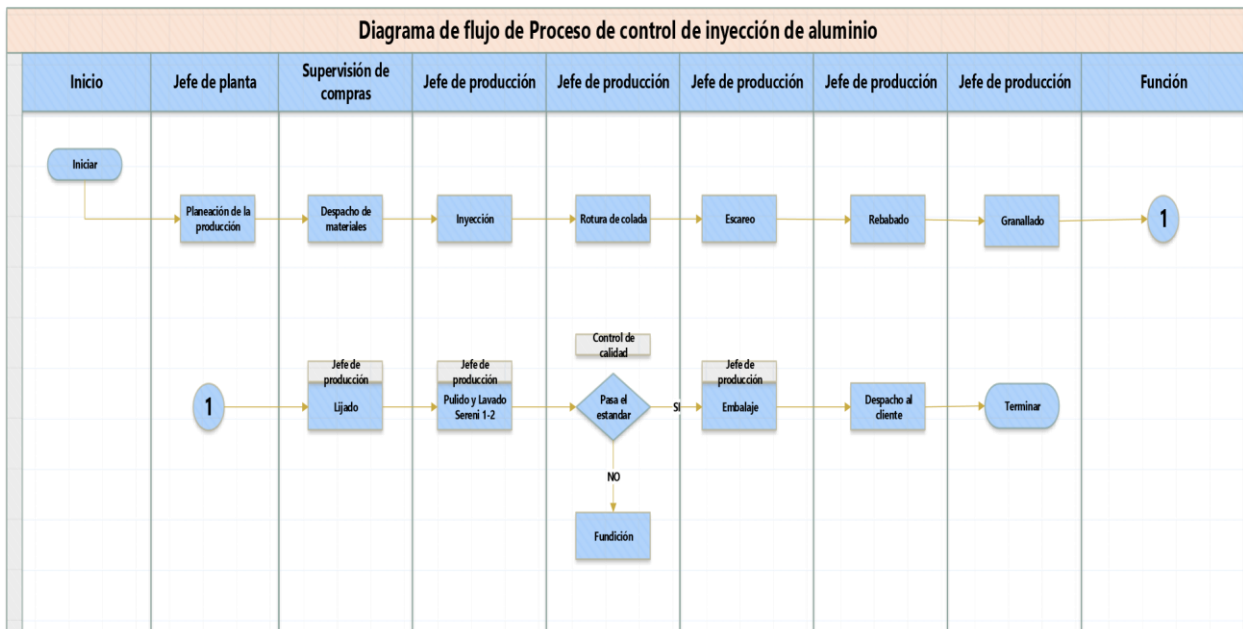 Diagrama de flujo de Proceso de control de inyección de aluminio
Inicio
Jefe de planta
Supervisión de
compras
Jefe de producción
Jefe de producción
Jefe de producción
Jefe de producción
Jefe de producción
Función
Iniciar
Planeación de la
producción
Despacho de
materiales
Inyección
Rotura de colada
Escareo
Rebabado
Granallado
1
1
Jefe de
producción
Lijado
Jefe de
producción
Pulido y Lavado
Sereni 1-2
Control de
calidad
Pasa el
estandar
SI
Jefe de
producción
Embalaje
Despacho al
cliente
Terminar
NO
Fundición